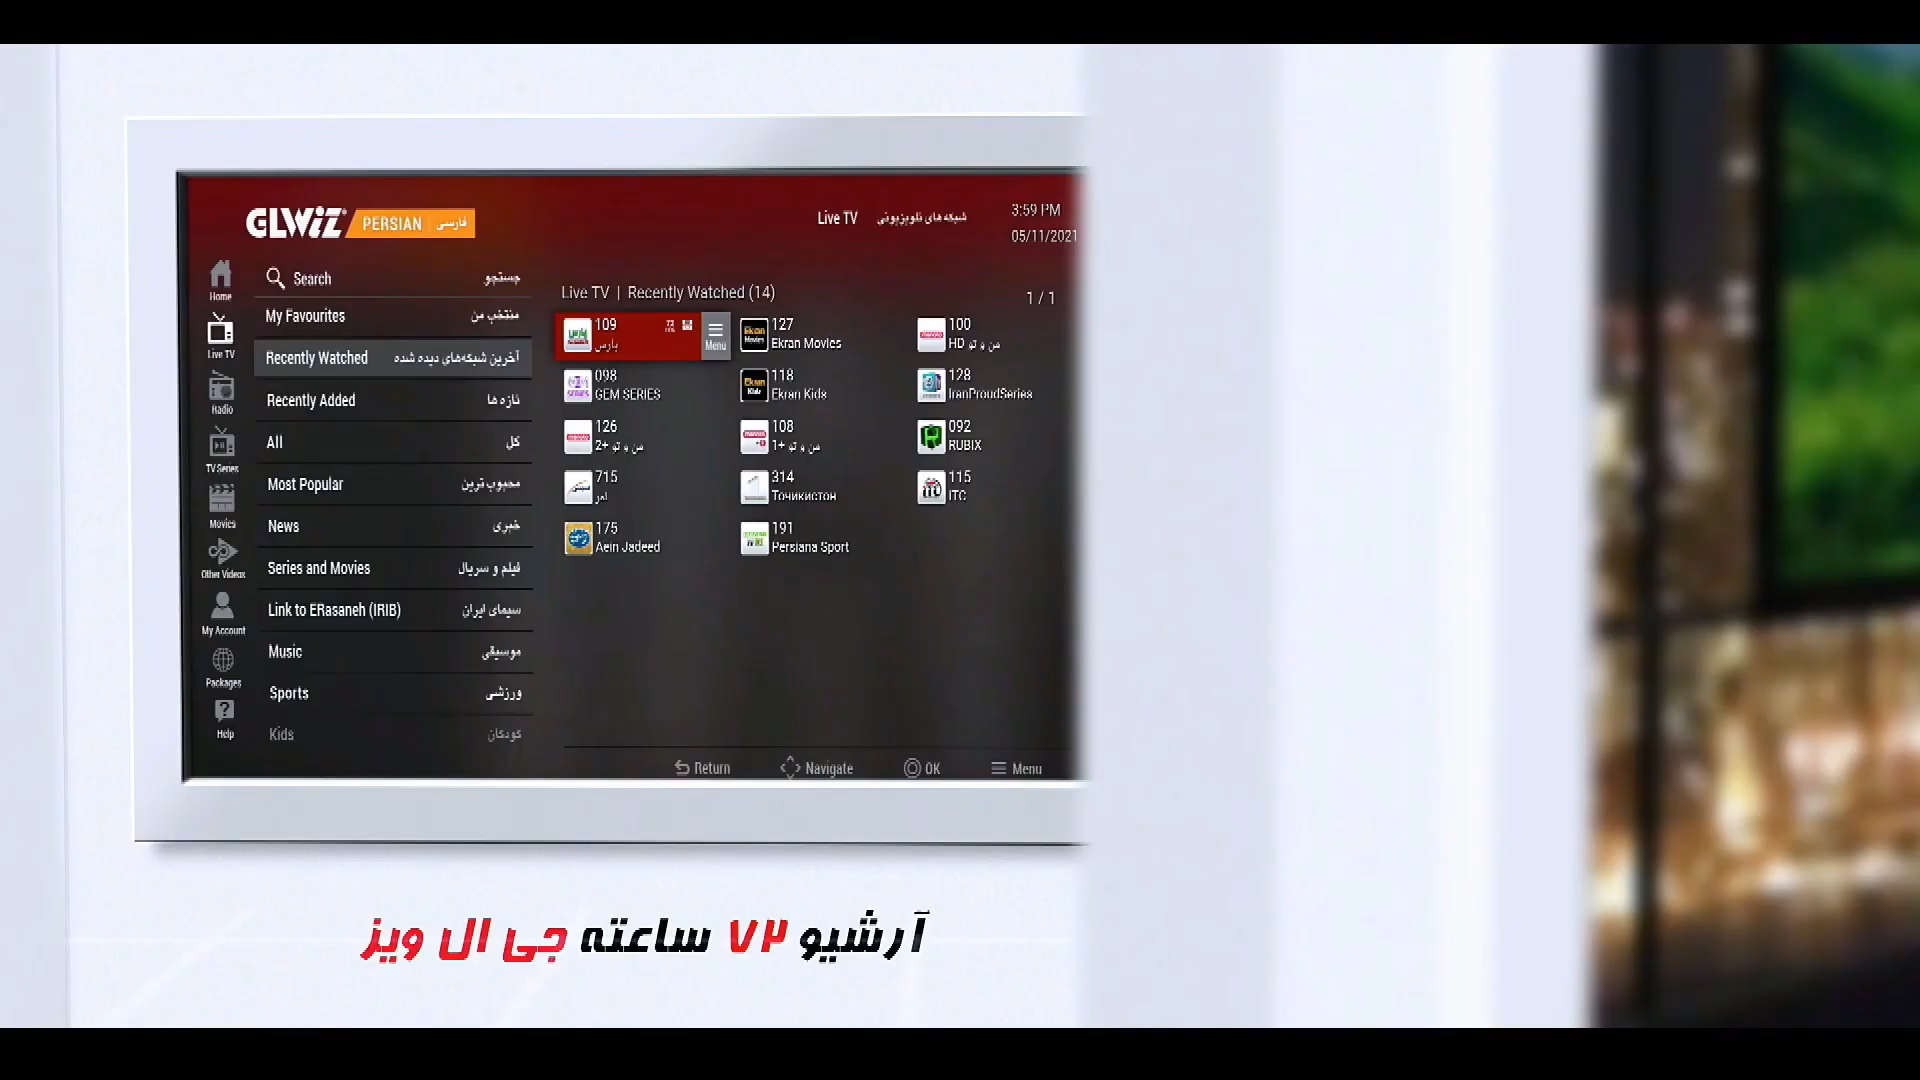 GLWiZ PERSIAN فارسی
Live TV شبکه های تلویزیونی
3:59 PM
05/11/2021
Home
Live TV
Radio
TV Series
Movies
Other Videos
My Account
Packages
Help
Search جستجو
My Favourites منتخب من
Recently Watched آخرین شبکه‌های دیده شده
Recently Added تازه ها
All کل
Most Popular محبوب ترین
News خبری
Series and Movies فیلم و سریال
Link to ERasaneh (IRIB) سیمای ایران
Music موسیقی
Sports ورزشی
Kids کودکان
Live TV | Recently Watched (14)
1 / 1
109
پارس
Menu
127
Ekran Movies
100
من و تو HD
098
GEM SERIES
118
Ekran Kids
128
IranProudSeries
126
من و تو 2+
108
من و تو 1+
092
RUBIX
715
314
Тоҷикистон
115
ITC
175
Aein Jadeed
191
Persiana Sport
Return Navigate OK Menu
آرشیو ۷۲ ساعته جی ال ویز